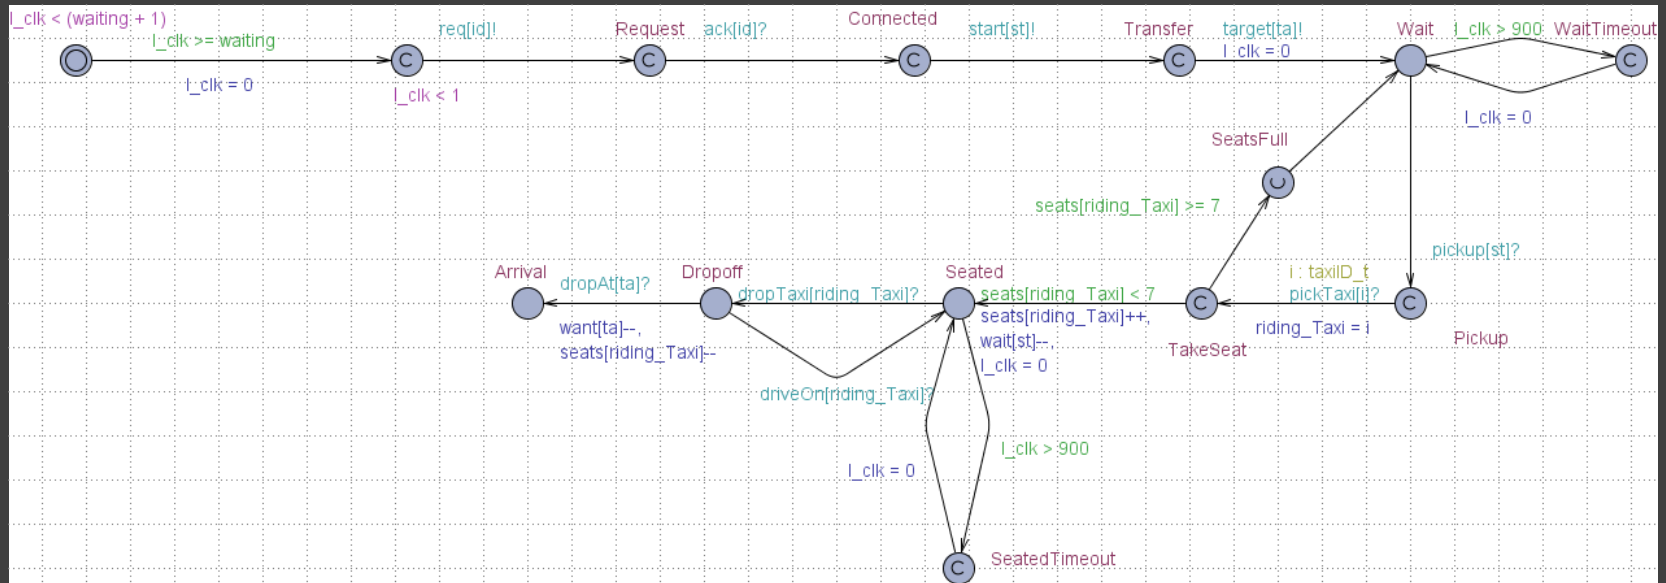 l_clk < (waiting + 1)
l_clk >= waiting
l_clk = 0
C
l_clk < 1
req[id]!
Request
C
ack[id]?
Connected
C
start[st]!
Transfer
C
target[ta]!
l_clk = 0
Wait
l_clk > 900
WaitTimeout
C
l_clk = 0
SeatsFull
seats[riding_Taxi] >= 7
pickup[st]?
Arrival
dropAt[ta]?
want[ta]--,
seats[riding_Taxi]--
Dropoff
dropTaxi[riding_Taxi]?
driveOn[riding_Taxi]?
Seated
seats[riding_Taxi] < 7
seats[riding_Taxi]++,
wait[st]--,
l_clk = 0
C
TakeSeat
i : taxiID_t
pickTaxi[i]?
riding_Taxi = i
C
Pickup
l_clk > 900
l_clk = 0
C
SeatedTimeout